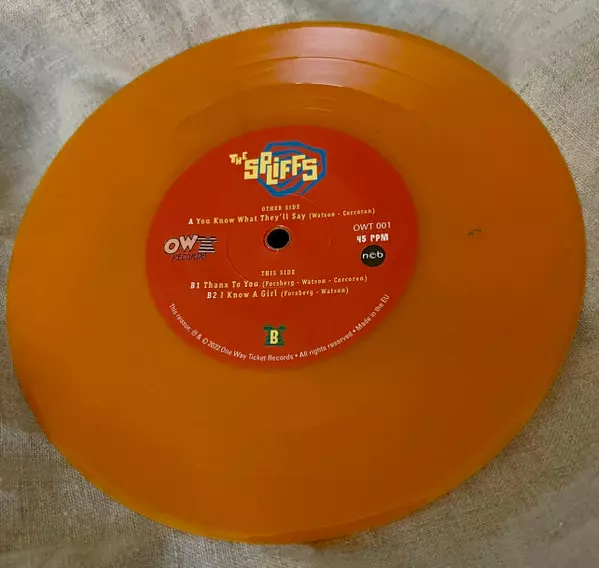 THE SPLIFFS
OTHER SIDE
A You Know What They'll Say (Watson - Corcoran)
OWT 001
45 RPM
OW
RECORDS!
ncb
THIS SIDE
B1 Thanx To You (Forsberg - Watson - Corcoran)
B2 I Know A Girl (Forsberg - Watson)
B
This reissue, ℗ & © 2022 One Way Ticket Records • All rights reserved • Made in the EU